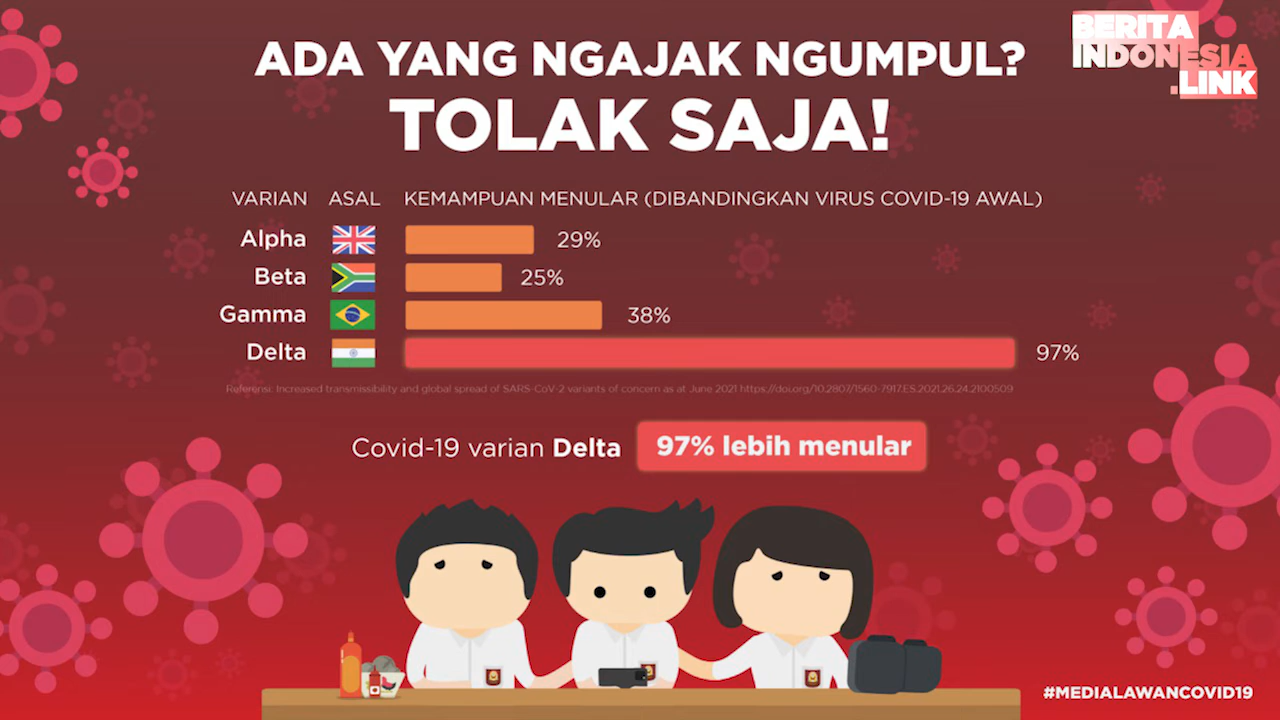 BERITA
INDONESIA
.LINK
ADA YANG NGAJAK NGUMPUL?
TOLAK SAJA!
VARIAN ASAL KEMAMPUAN MENULAR (DIBANDINGKAN VIRUS COVID-19 AWAL)
Alpha 29%
Beta 25%
Gamma 38%
Delta 97%
Referensi: Increased transmissibility and global spread of SARS-CoV-2 variants of concern as at June 2021 https://doi.org/10.2807/1560-7917.ES.2021.26.24.2100509
Covid-19 varian Delta 97% lebih menular
#MEDIALAWANCOVID19